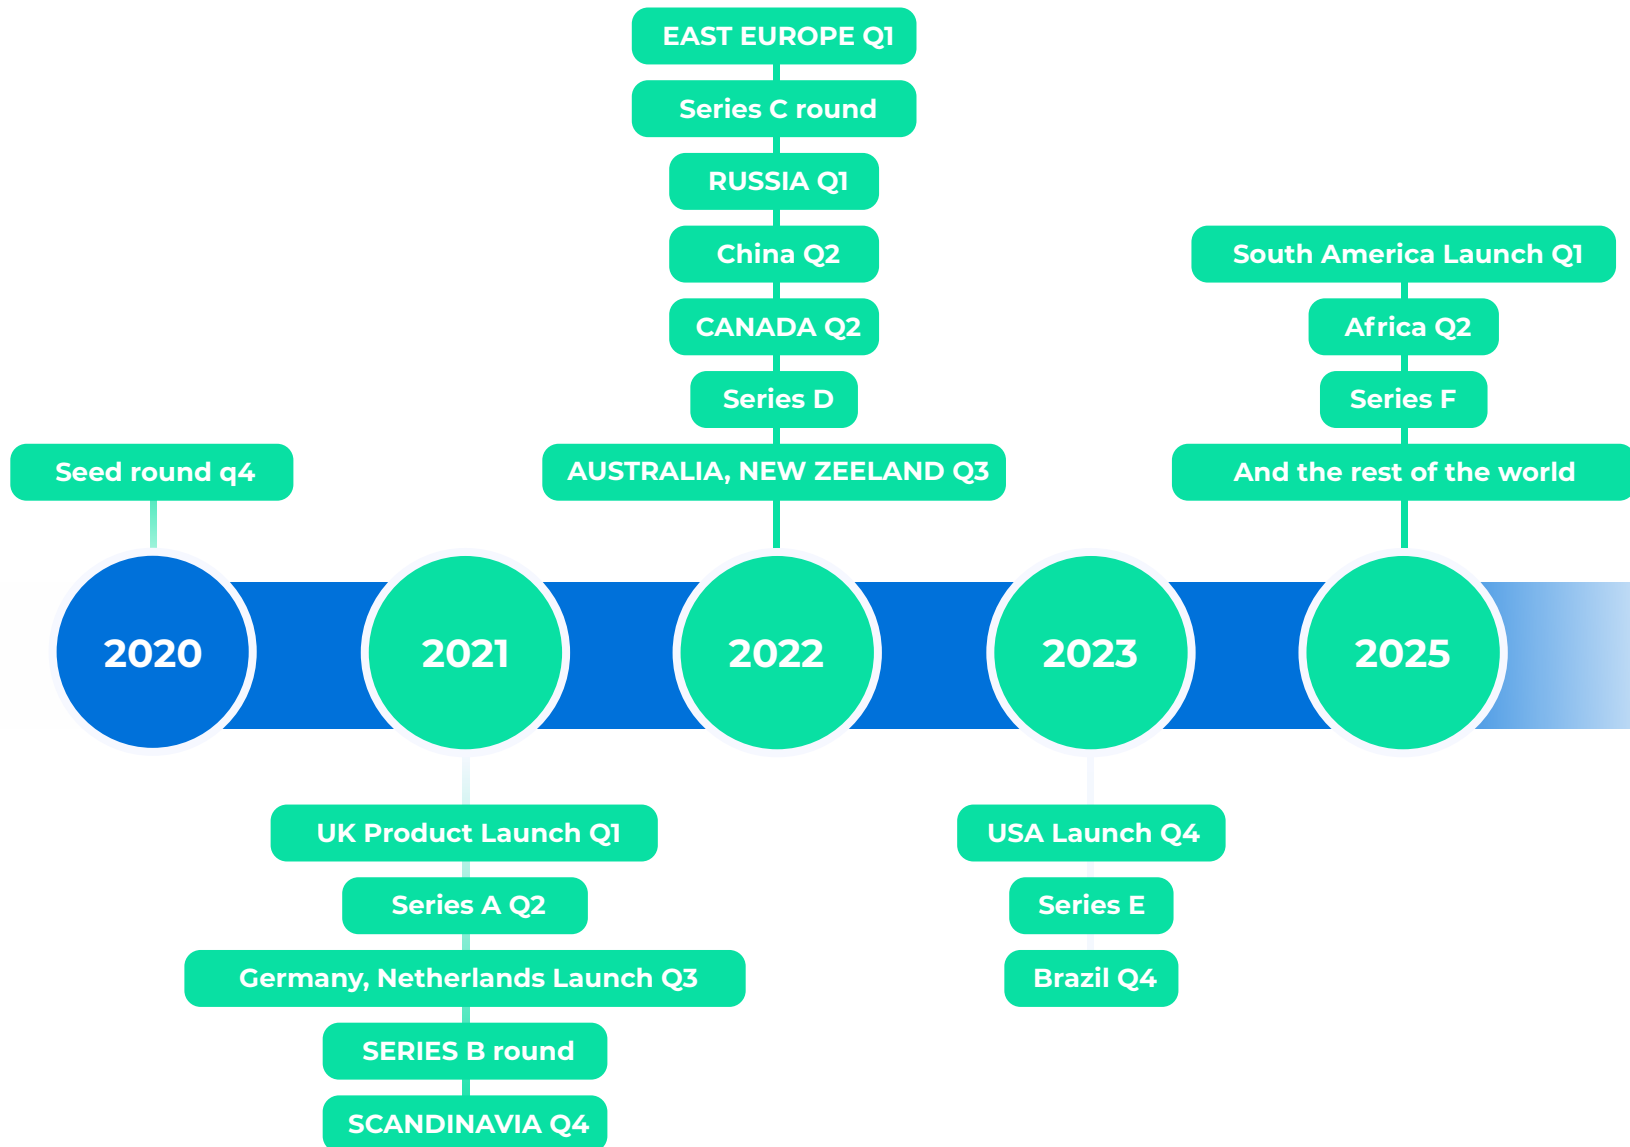 EAST EUROPE Q1
Series C round
RUSSIA Q1
China Q2
CANADA Q2
Series D
AUSTRALIA, NEW ZEELAND Q3
South America Launch Q1
Africa Q2
Series F
And the rest of the world
Seed round q4
2020
2021
2022
2023
2025
UK Product Launch Q1
Series A Q2
Germany, Netherlands Launch Q3
SERIES B round
SCANDINAVIA Q4
USA Launch Q4
Series E
Brazil Q4